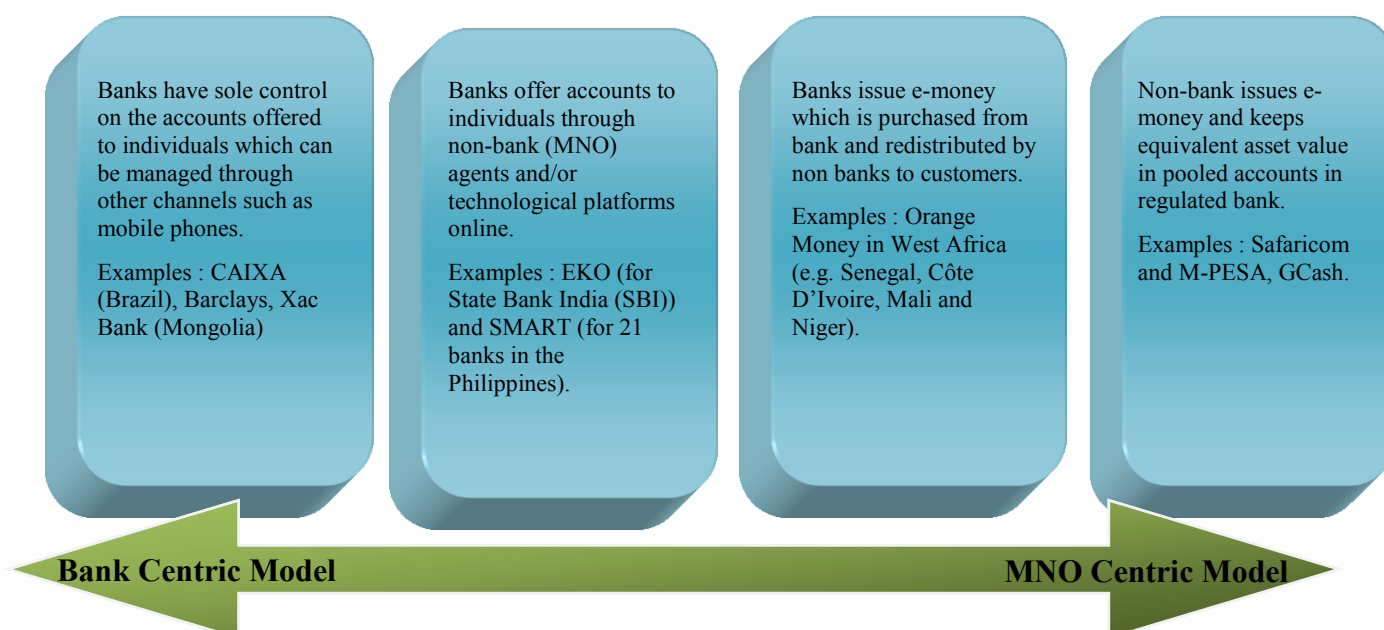 Banks have sole control
on the accounts offered
to individuals which can
be managed through
other channels such as
mobile phones.
Examples : CAIXA
(Brazil), Barclays, Xac
Bank (Mongolia)
Banks offer accounts to
individuals through
non-bank (MNO)
agents and/or
technological platforms
online.
Examples : EKO (for
State Bank India (SBI))
and SMART (for 21
banks in the
Philippines).
Banks issue e-money
which is purchased from
bank and redistributed by
non banks to customers.
Examples : Orange
Money in West Africa
(e.g. Senegal, Côte
D’Ivoire, Mali and
Niger).
Non-bank issues e-
money and keeps
equivalent asset value
in pooled accounts in
regulated bank.
Examples : Safaricom
and M-PESA, GCash.
Bank Centric Model
MNO Centric Model